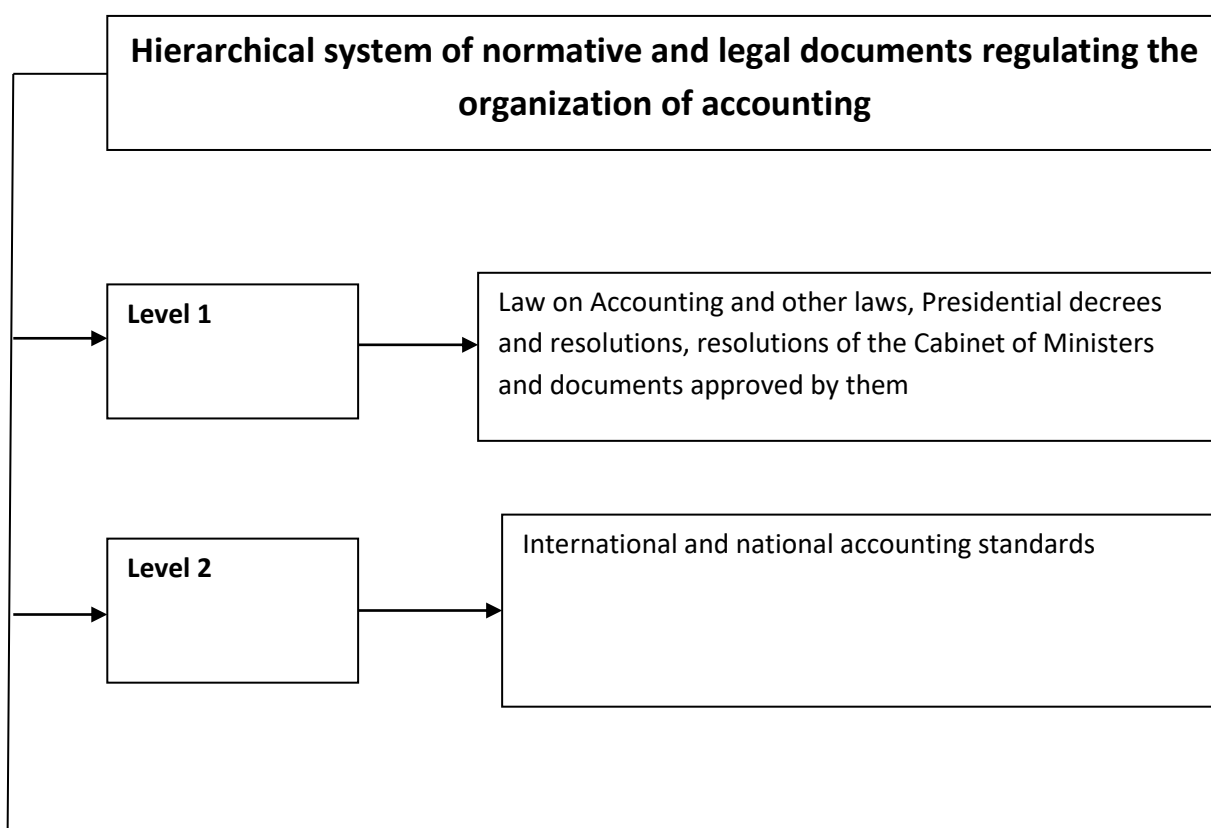 Hierarchical system of normative and legal documents regulating the
organization of accounting
Level 1
Law on Accounting and other laws, Presidential decrees
and resolutions, resolutions of the Cabinet of Ministers
and documents approved by them
Level 2
International and national accounting standards